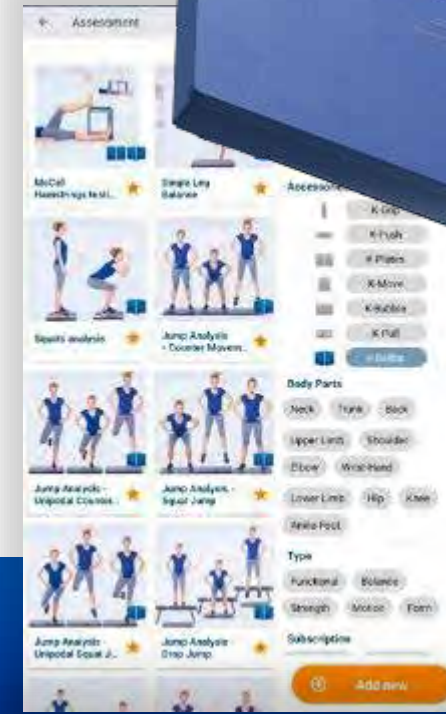 Assessment
McCall
Hamstrings testi...
Single Leg
Balance
Squats analysis
Jump Analysis
- Counter Movem...
Jump Analysis -
Unipodal Counter...
Jump Analysis -
Squat Jump
Jump Analysis -
Unipodal Squat J...
Jump Analysis -
Drop Jump
K-Grip
K-Push
K-Plates
K-Move
K-Bubble
K-Pull
Body Parts
Neck Trunk Back
Upper Limb Shoulder
Elbow Wrist-Hand
Lower Limb Hip Knee
Ankle Foot
Type
Functional Balance
Strength Motion Form
Subscription
Add new